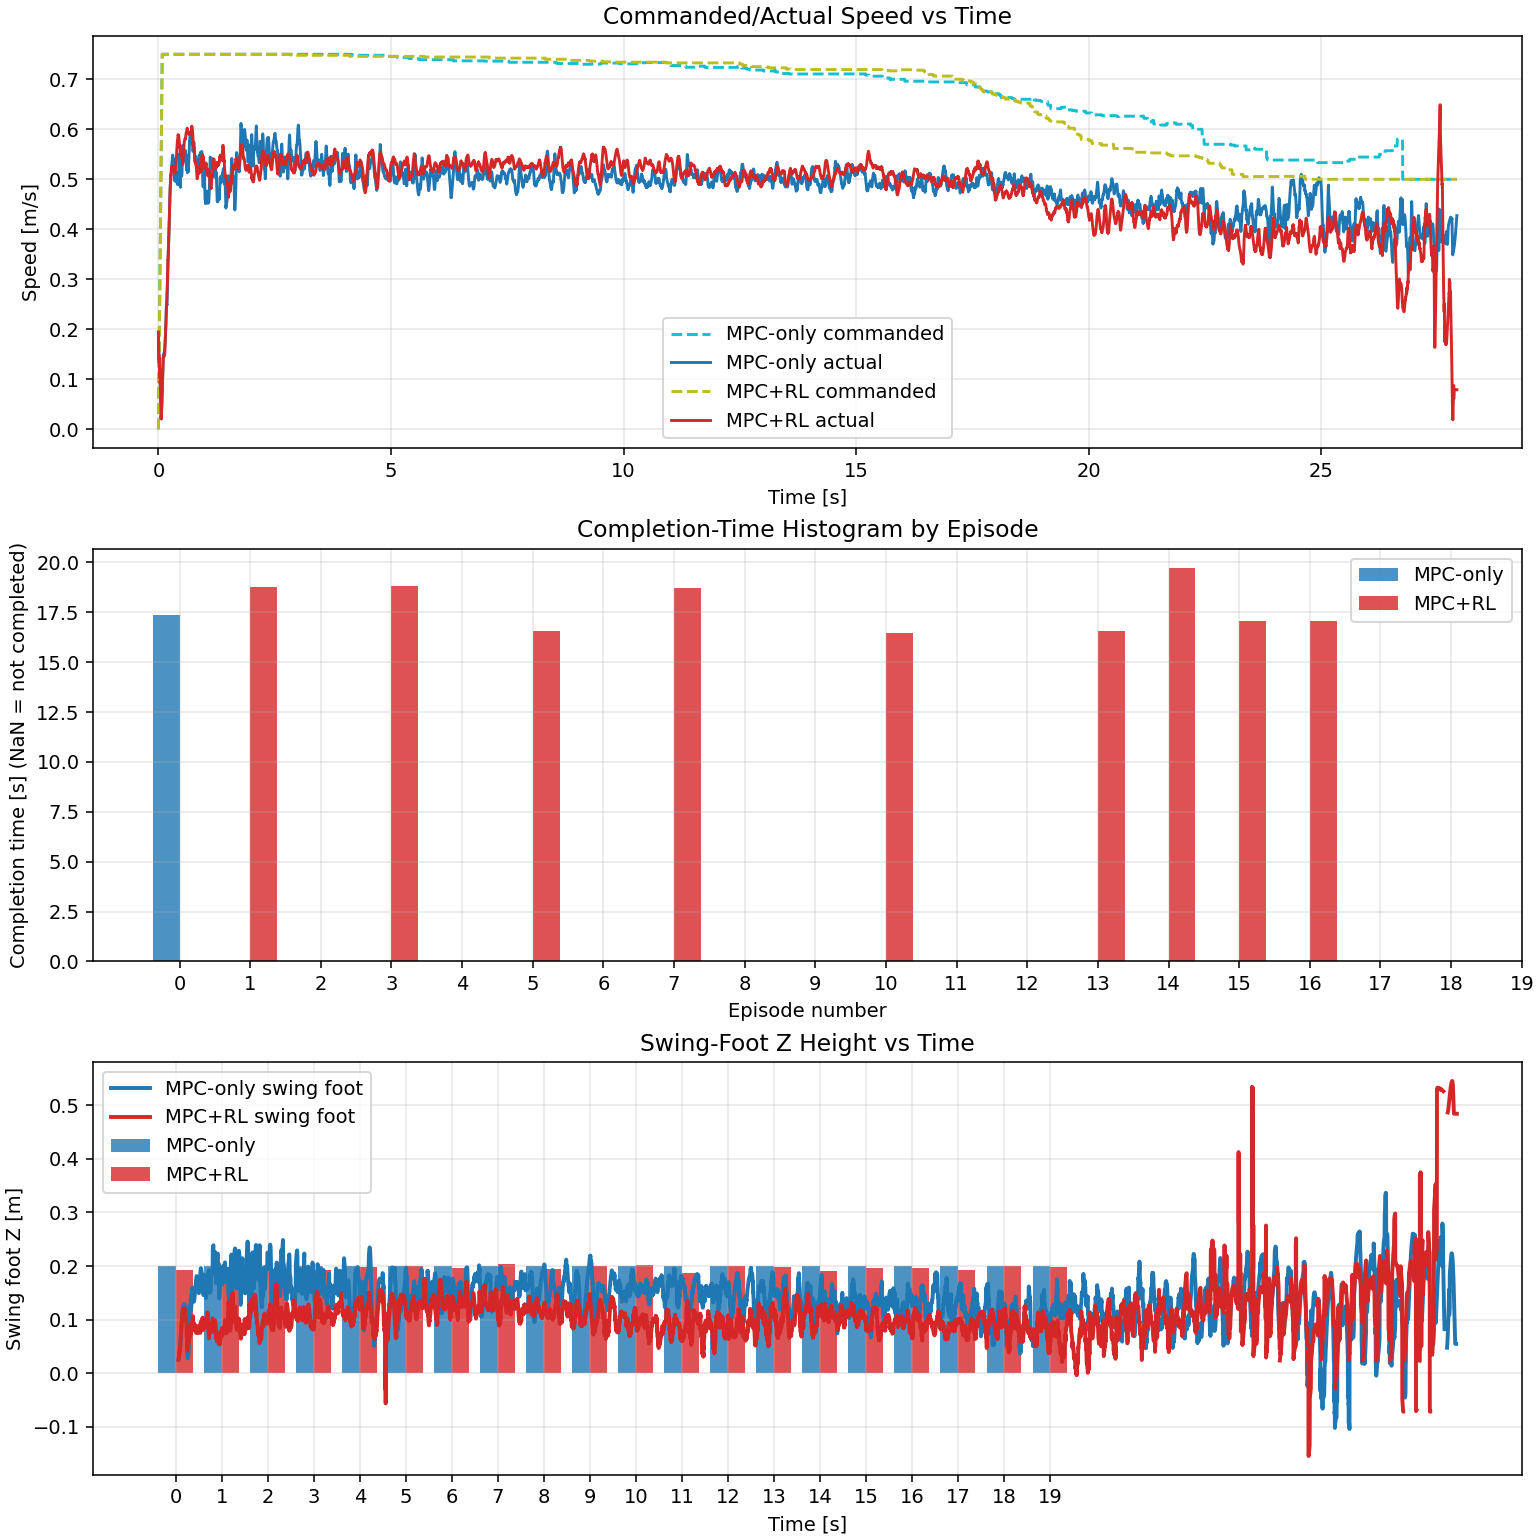 Commanded/Actual Speed vs Time
Speed [m/s]
0.7
0.6
0.5
0.4
0.3
0.2
0.1
0.0
MPC-only commanded
MPC-only actual
MPC+RL commanded
MPC+RL actual
0 5 10 15 20 25
Time [s]
Completion-Time Histogram by Episode
Completion time [s] (NaN = not completed)
20.0
17.5
15.0
12.5
10.0
7.5
5.0
2.5
0.0
MPC-only
MPC+RL
0 1 2 3 4 5 6 7 8 9 10 11 12 13 14 15 16 17 18 19
Episode number
Swing-Foot Z Height vs Time
Swing foot Z [m]
0.5
0.4
0.3
0.2
0.1
0.0
−0.1
MPC-only swing foot
MPC+RL swing foot
MPC-only
MPC+RL
0 1 2 3 4 5 6 7 8 9 10 11 12 13 14 15 16 17 18 19
Time [s]